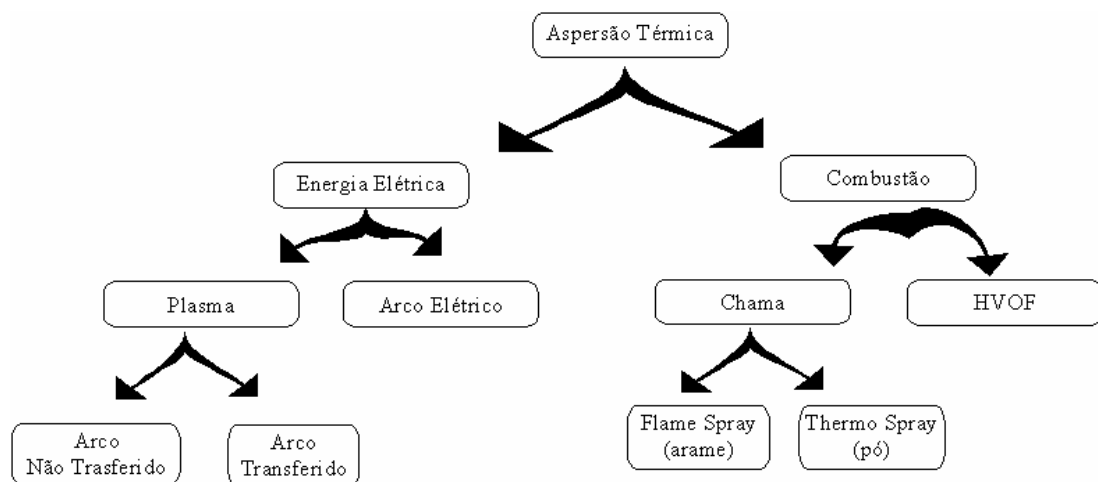 Aspersão Térmica
Energia Elétrica
Combustão
Plasma
Arco Elétrico
Chama
HVOF
Arco
Não Trasferido
Arco
Transferido
Flame Spray
(arame)
Thermo Spray
(pó)